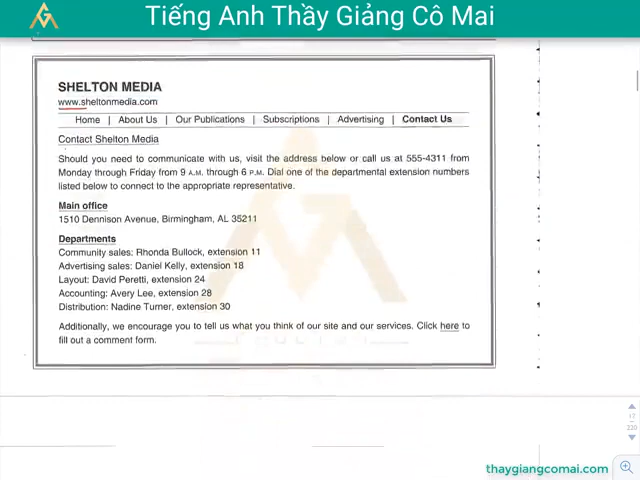 Tiếng Anh Thầy Giảng Cô Mai
SHELTON MEDIA
www.sheltonmedia.com
Home | About Us | Our Publications | Subscriptions | Advertising | Contact Us
Contact Shelton Media
Should you need to communicate with us, visit the address below or call us at 555-4311 from
Monday through Friday from 9 A.M. through 6 P.M. Dial one of the departmental extension numbers
listed below to connect to the appropriate representative.
Main office
1510 Dennison Avenue, Birmingham, AL 35211
Departments
Community sales: Rhonda Bullock, extension 11
Advertising sales: Daniel Kelly, extension 18
Layout: David Peretti, extension 24
Accounting: Avery Lee, extension 28
Distribution: Nadine Turner, extension 30
Additionally, we encourage you to tell us what you think of our site and our services. Click here to
fill out a comment form.
17
220
thaygiangcomai.com